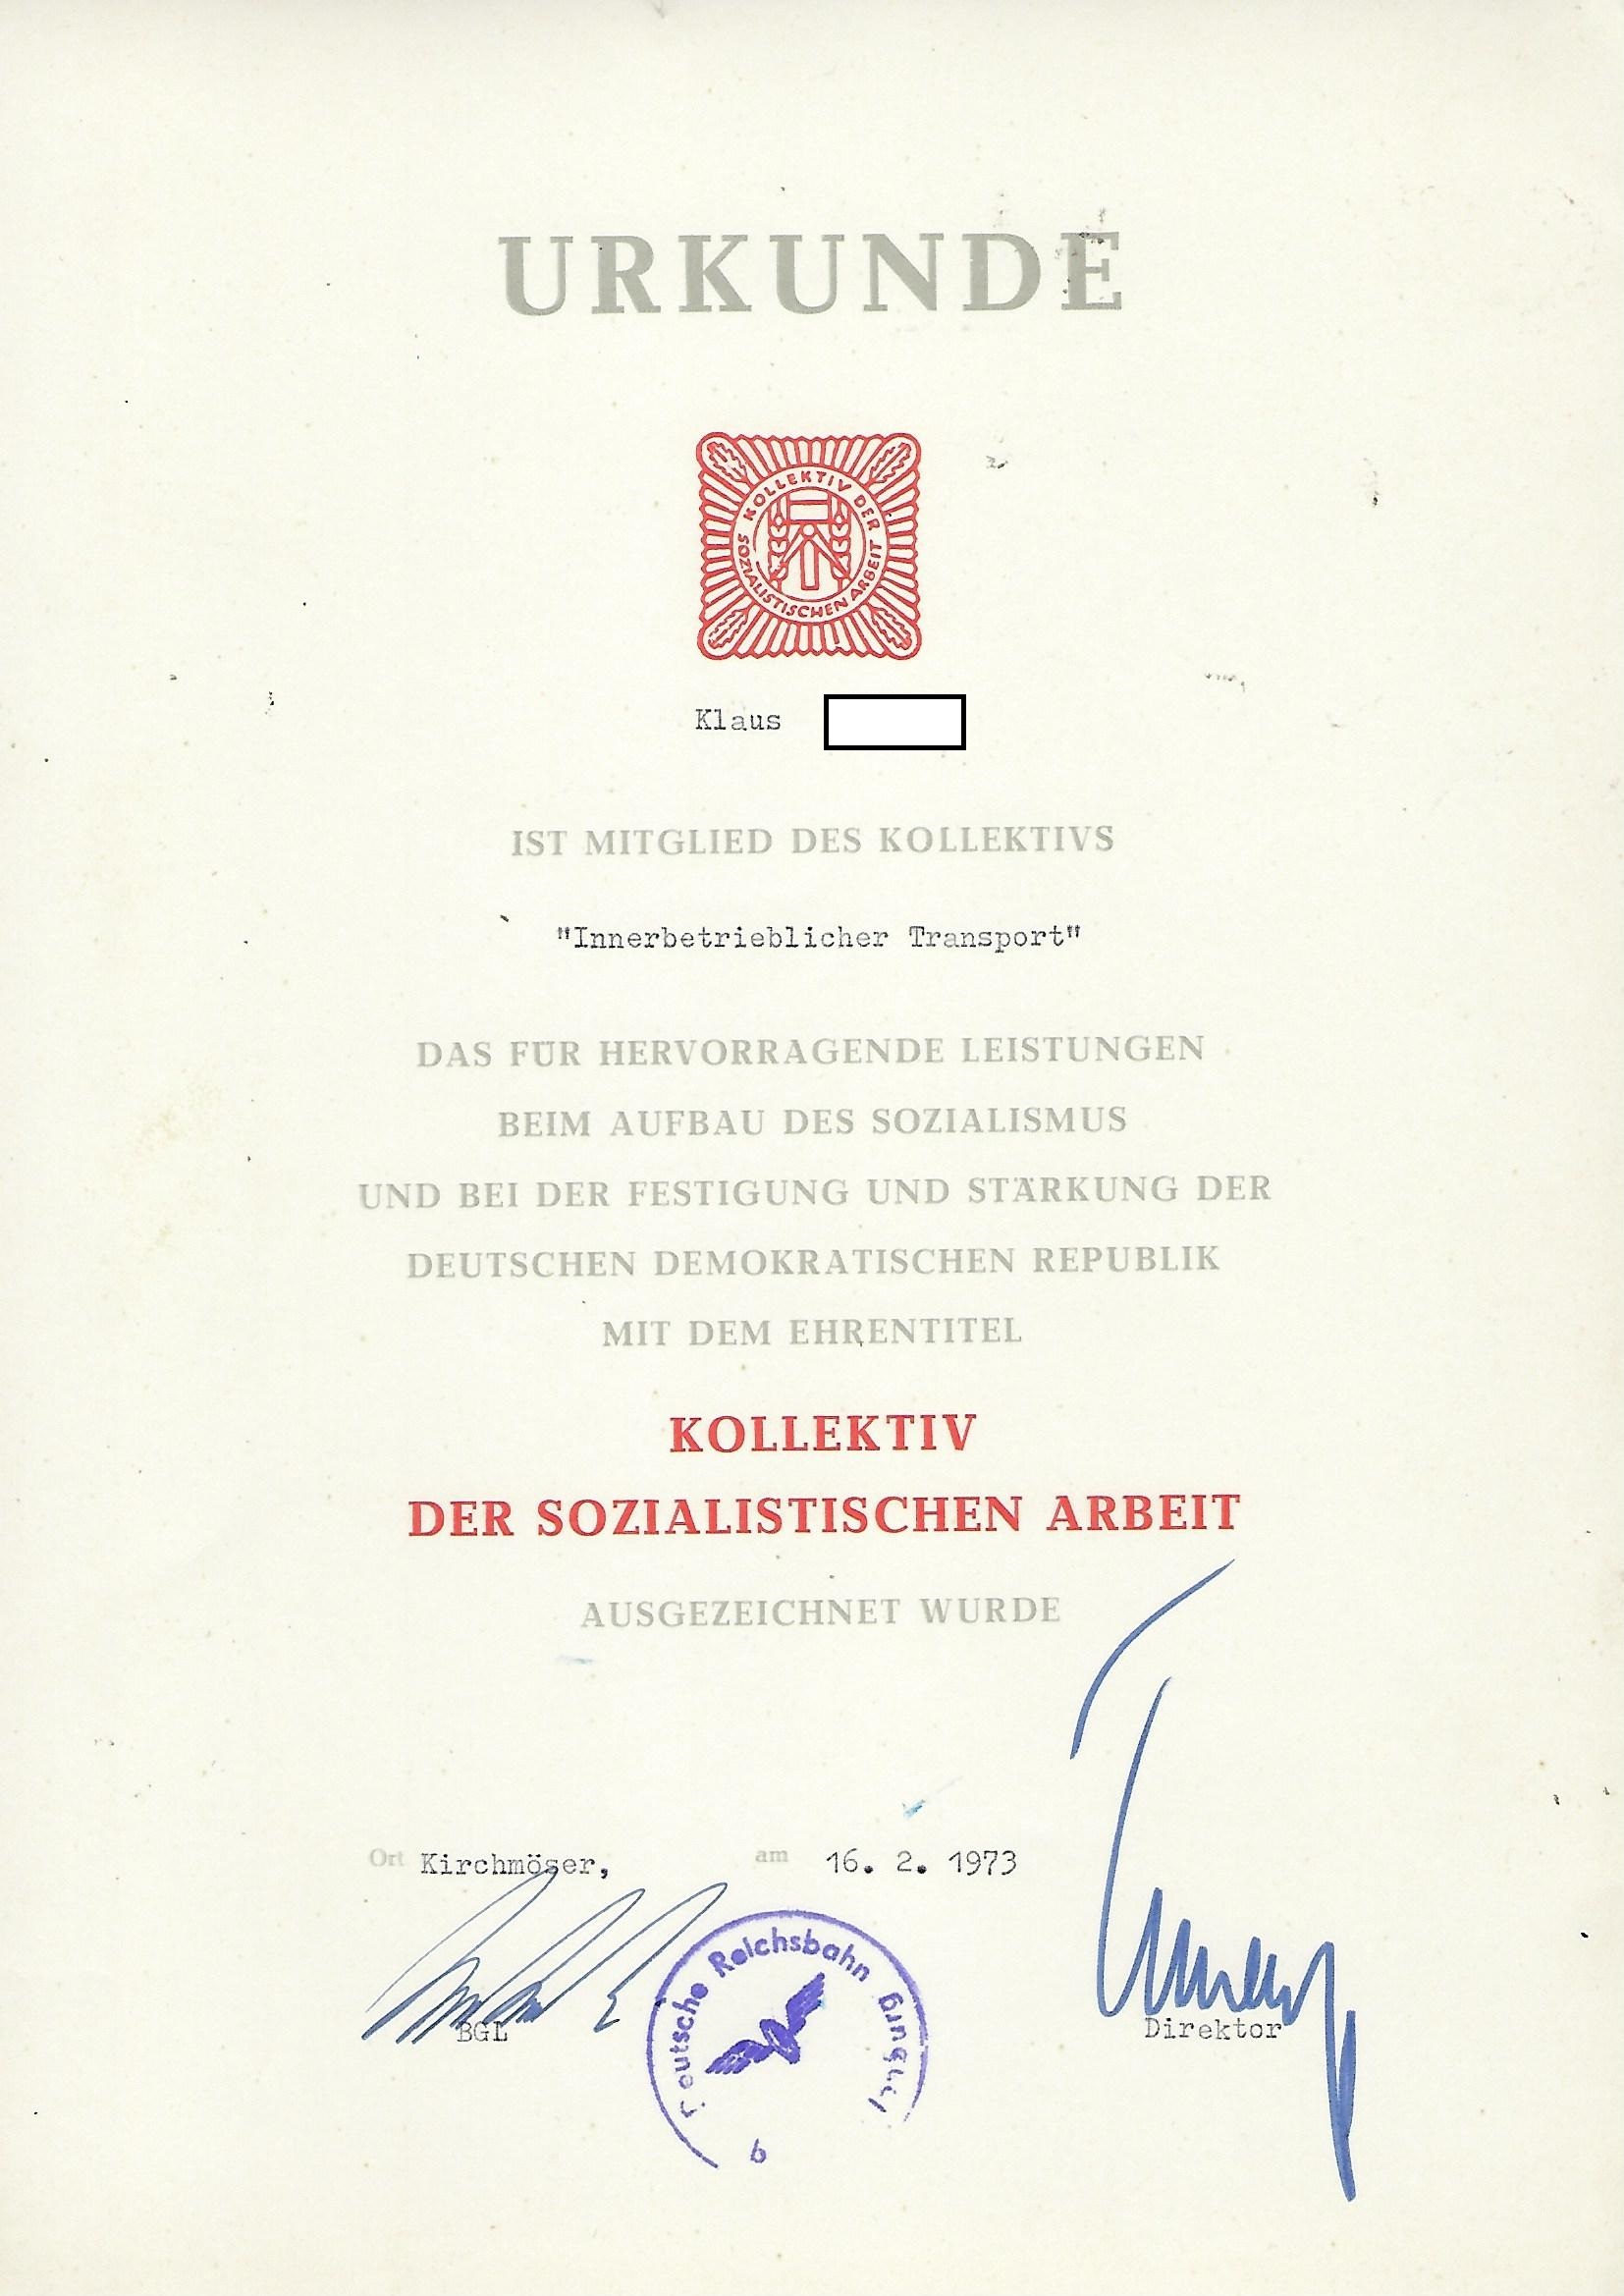 URKUNDE
KOLLEKTIV DER
SOZIALISTISCHEN ARBEIT
Klaus
IST MITGLIED DES KOLLEKTIVS
"Innerbetrieblicher Transport"
DAS FÜR HERVORRAGENDE LEISTUNGEN
BEIM AUFBAU DES SOZIALISMUS
UND BEI DER FESTIGUNG UND STÄRKUNG DER
DEUTSCHEN DEMOKRATISCHEN REPUBLIK
MIT DEM EHRENTITEL
KOLLEKTIV
DER SOZIALISTISCHEN ARBEIT
AUSGEZEICHNET WURDE
Ort Kirchmöser, am 16. 2. 1973
Reichsbahn
BGL
Direktor